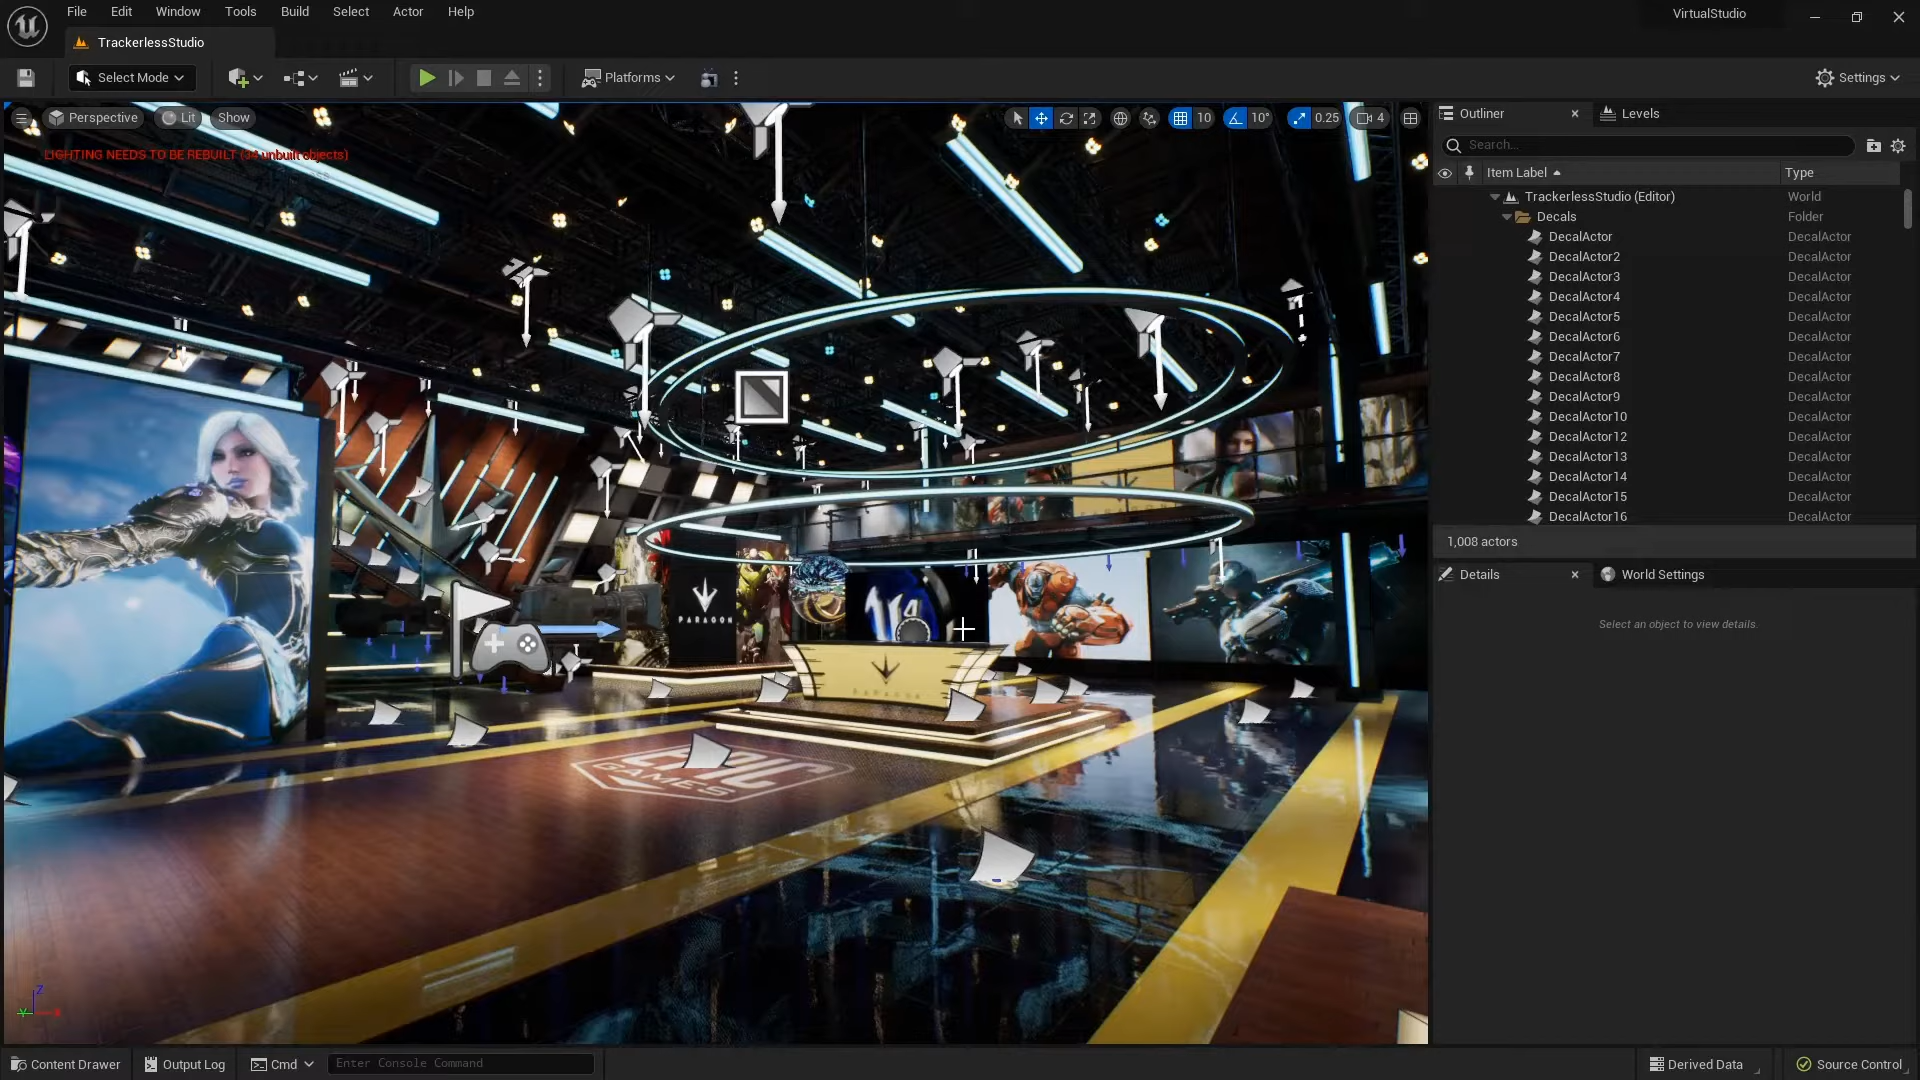 File Edit Window Tools Build Select Actor Help
VirtualStudio
TrackerlessStudio
Select Mode
Platforms
Settings
Perspective Lit Show
10 10° 0.25 4
LIGHTING NEEDS TO BE REBUILT (34 unbuilt objects)
PARAGON
EPIC
GAMES
Z
Outliner Levels
Search...
Item Label Type
TrackerlessStudio (Editor) World
Decals Folder
DecalActor DecalActor
DecalActor2 DecalActor
DecalActor3 DecalActor
DecalActor4 DecalActor
DecalActor5 DecalActor
DecalActor6 DecalActor
DecalActor7 DecalActor
DecalActor8 DecalActor
DecalActor9 DecalActor
DecalActor10 DecalActor
DecalActor12 DecalActor
DecalActor13 DecalActor
DecalActor14 DecalActor
DecalActor15 DecalActor
DecalActor16 DecalActor
1,008 actors
Details World Settings
Select an object to view details.
Content Drawer Output Log Cmd Enter Console Command
Derived Data Source Control